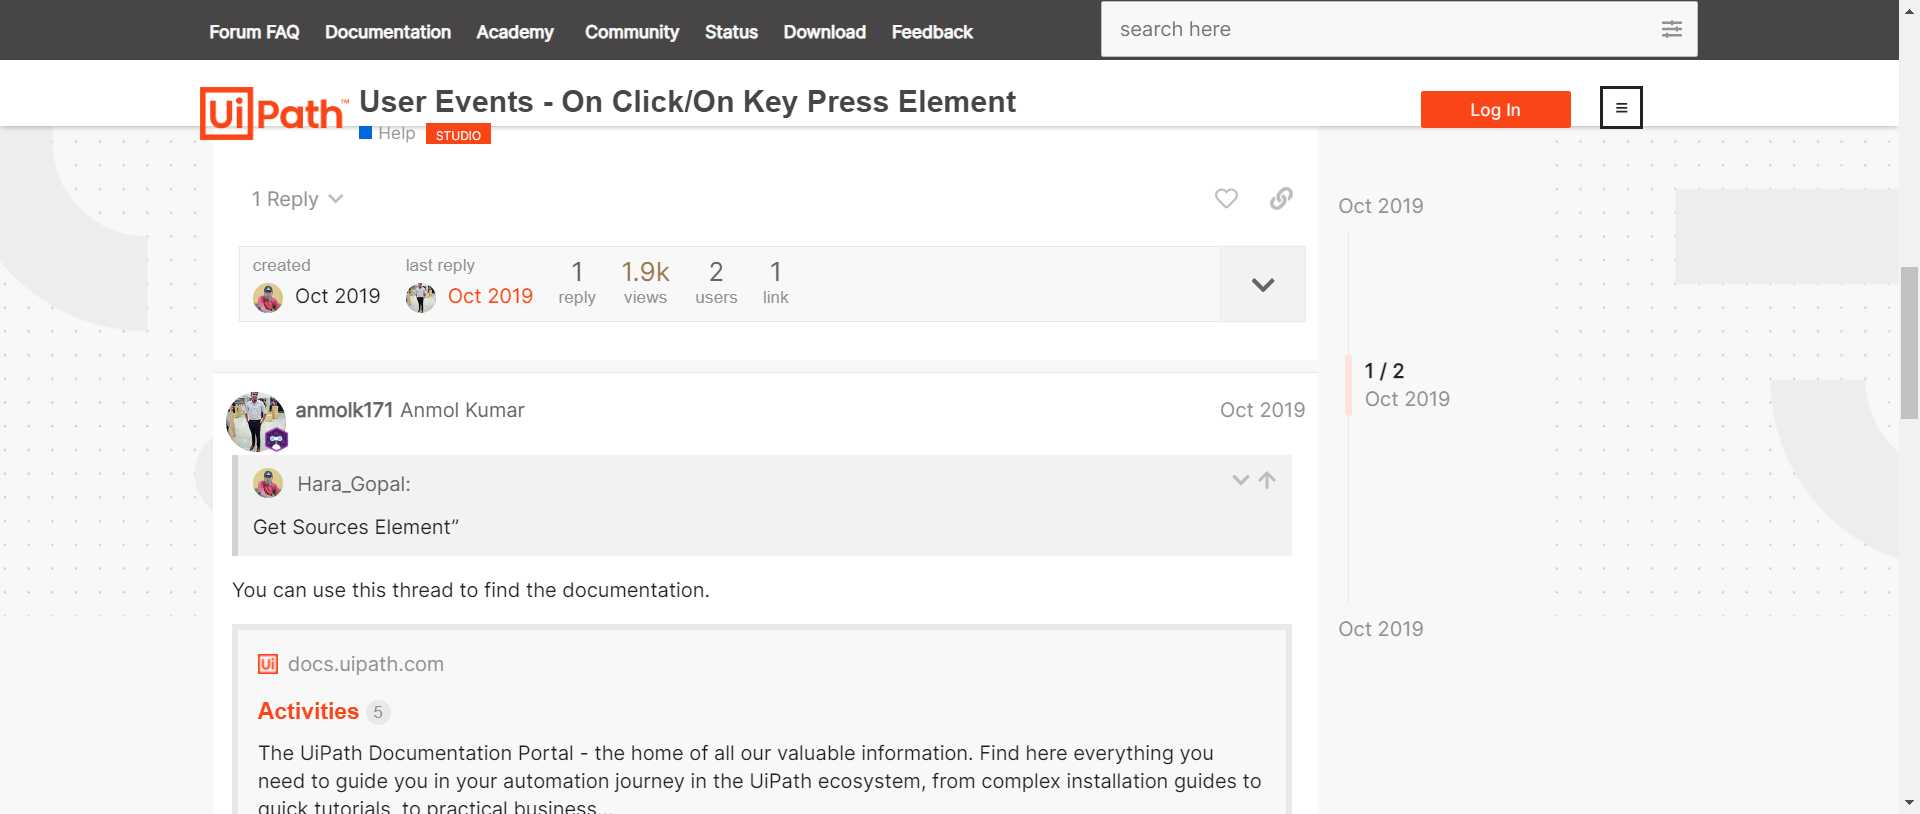 Forum FAQ Documentation Academy Community Status Download Feedback
search here
UiPath™ User Events - On Click/On Key Press Element
Help STUDIO
Log In
1 Reply
created
Oct 2019
last reply
Oct 2019
1
reply
1.9k
views
2
users
1
link
Oct 2019
1 / 2
Oct 2019
Oct 2019
anmolk171 Anmol Kumar
Oct 2019
Hara_Gopal:
Get Sources Element”
You can use this thread to find the documentation.
Ui docs.uipath.com
Activities 5
The UiPath Documentation Portal - the home of all our valuable information. Find here everything you
need to guide you in your automation journey in the UiPath ecosystem, from complex installation guides to
quick tutorials, to practical business...